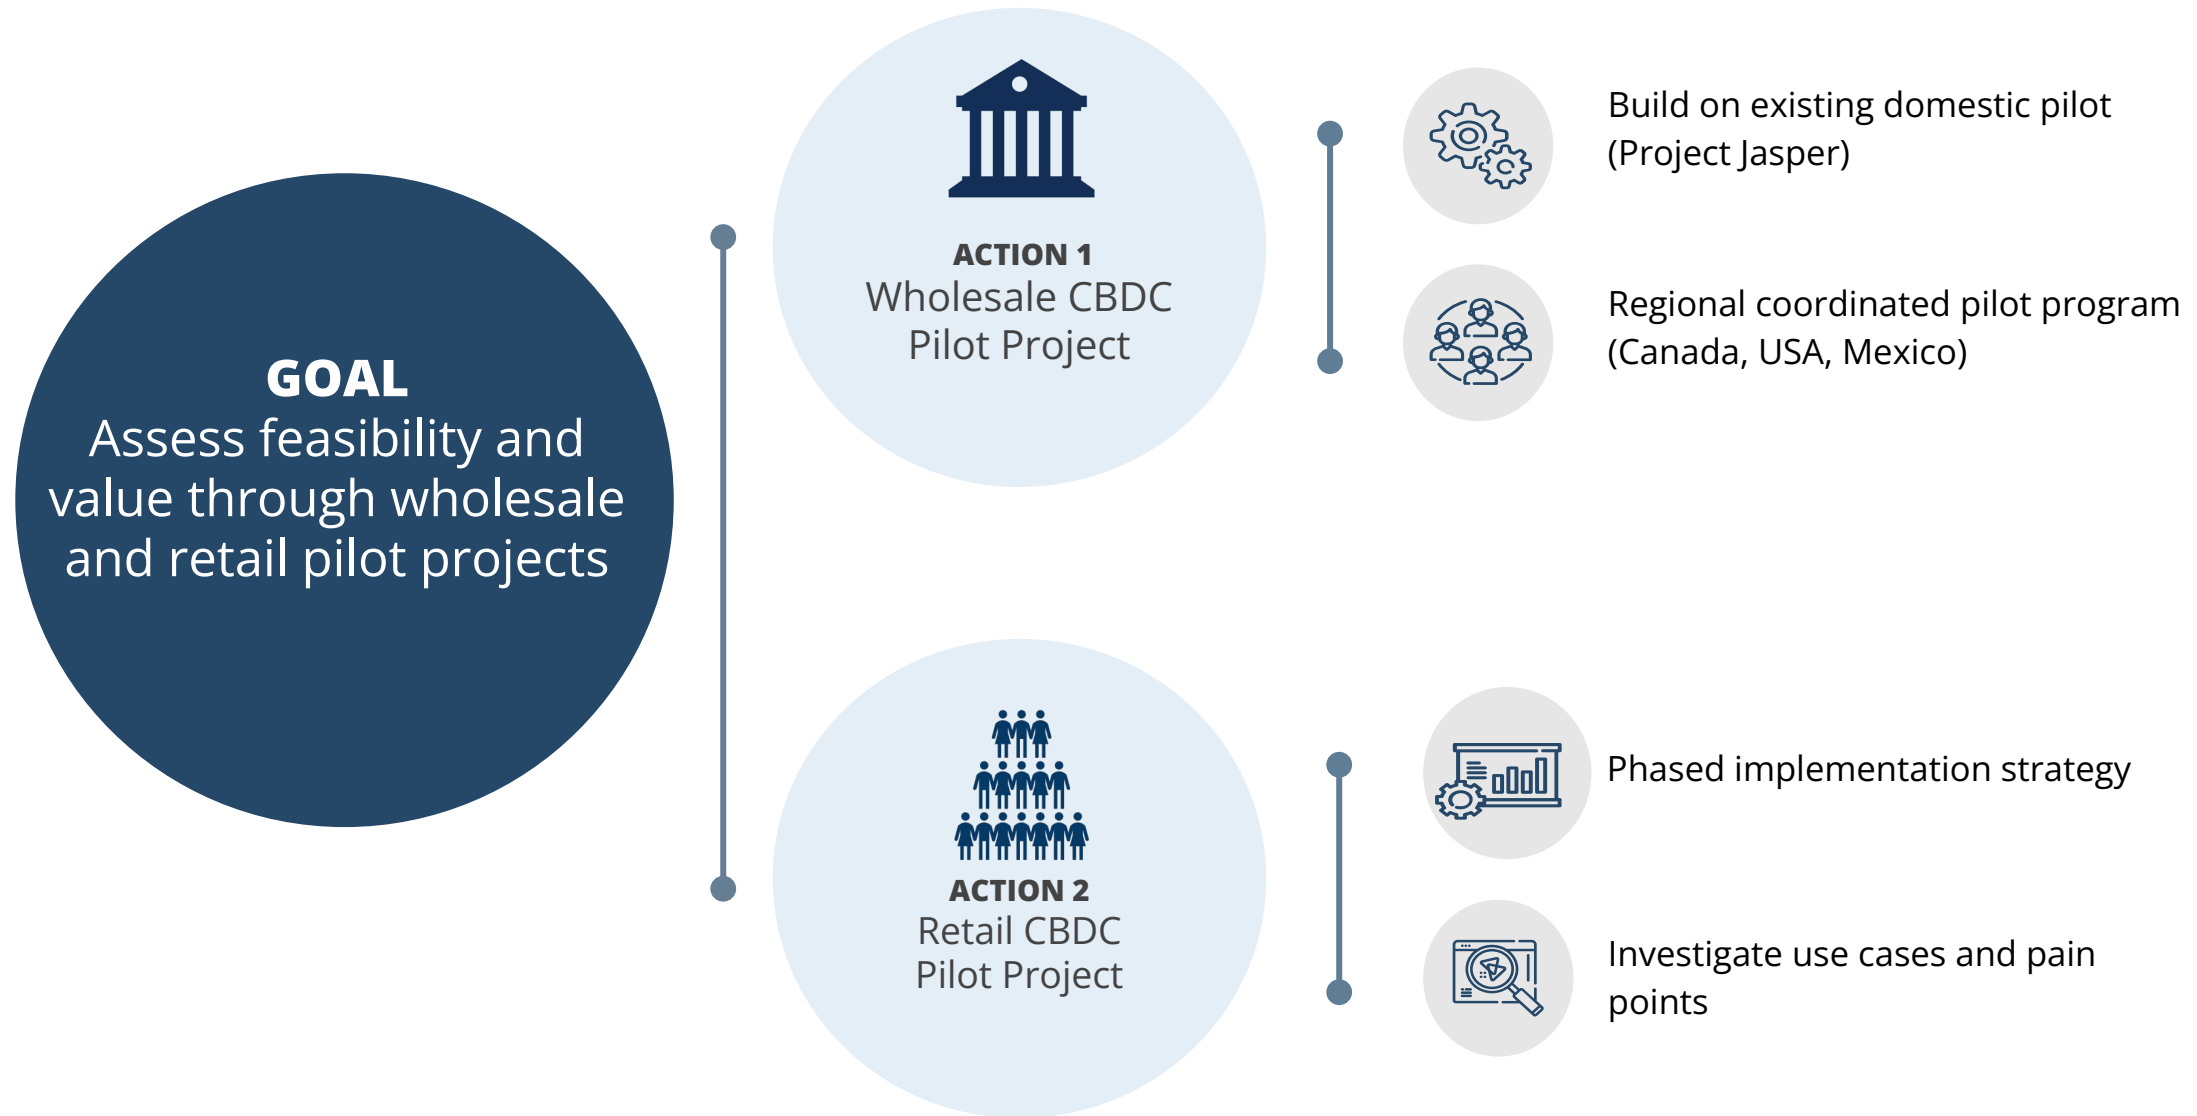 GOAL
Assess feasibility and
value through wholesale
and retail pilot projects
ACTION 1
Wholesale CBDC
Pilot Project
Build on existing domestic pilot
(Project Jasper)
Regional coordinated pilot program
(Canada, USA, Mexico)
ACTION 2
Retail CBDC
Pilot Project
Phased implementation strategy
Investigate use cases and pain
points